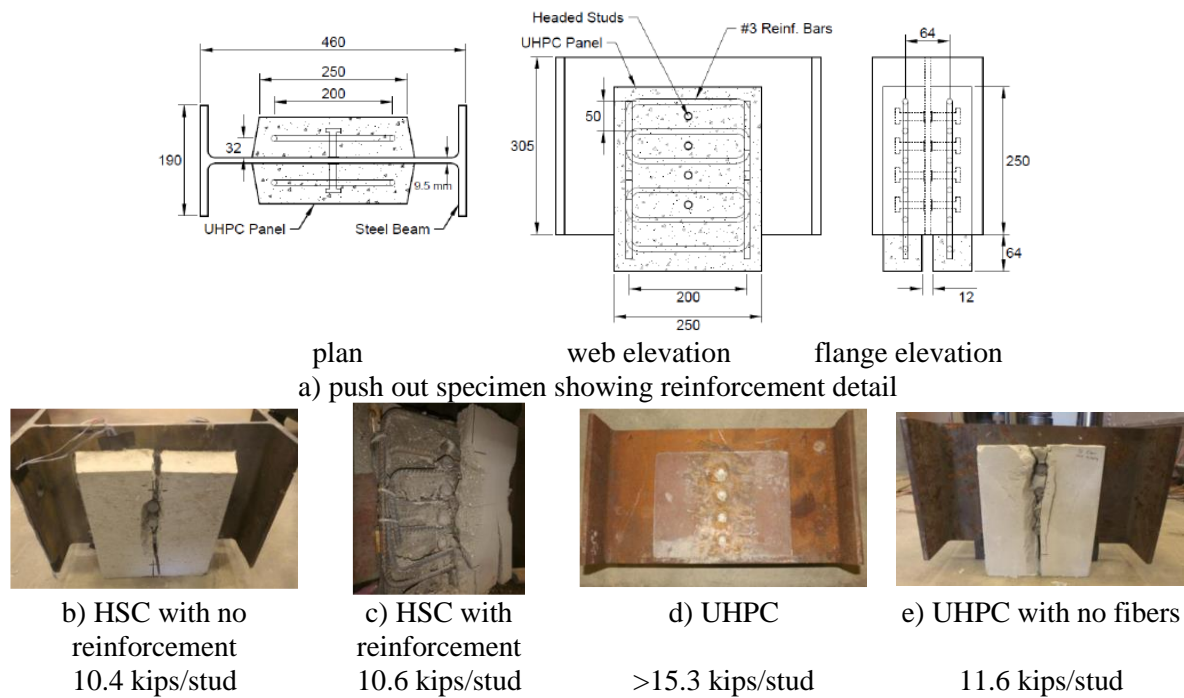 460
250
200
190
32
9.5 mm
UHPC Panel
Steel Beam
Headed Studs
UHPC Panel
#3 Reinf. Bars
50
305
200
250
64
250
64
12
plan web elevation flange elevation
a) push out specimen showing reinforcement detail
b) HSC with no
reinforcement
10.4 kips/stud
c) HSC with
reinforcement
10.6 kips/stud
d) UHPC
>15.3 kips/stud
e) UHPC with no fibers
11.6 kips/stud